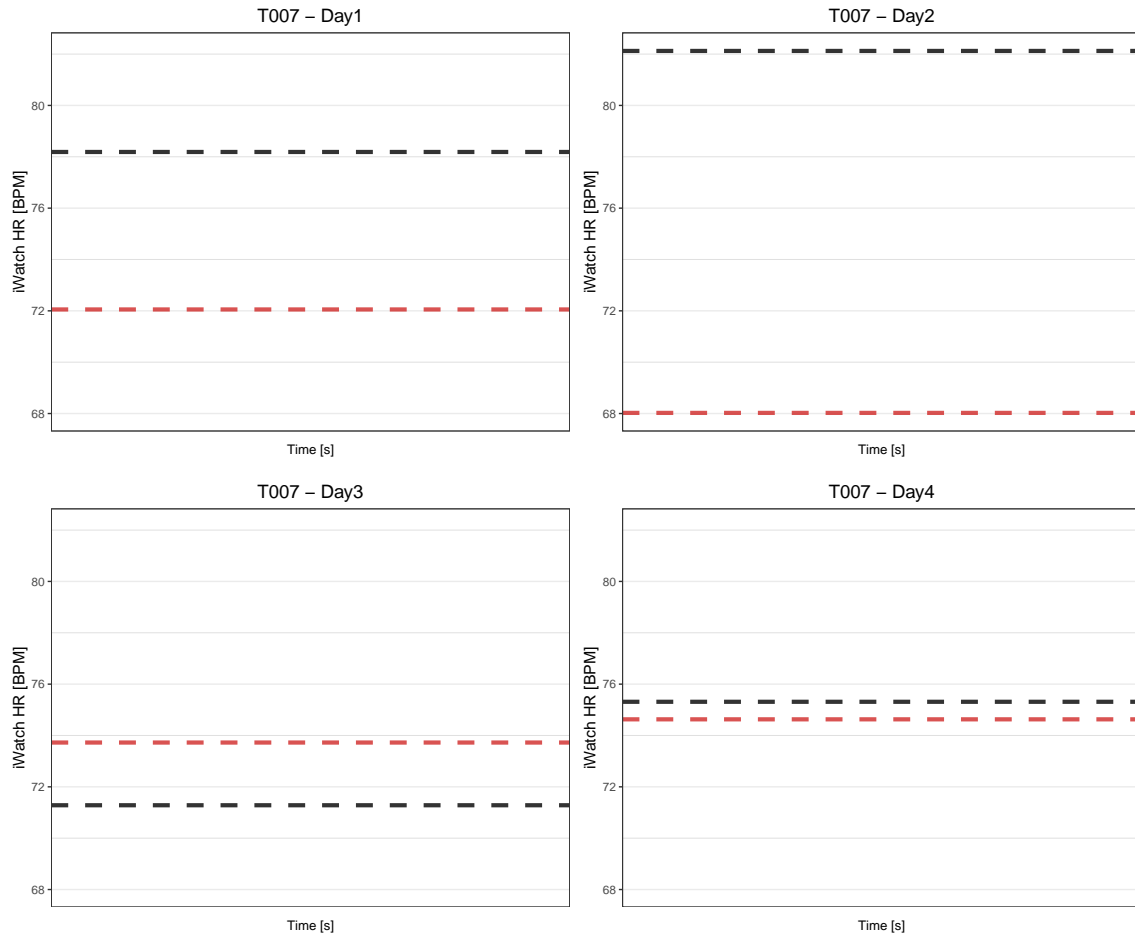 T007 – Day1
iWatch HR [BPM]
80
76
72
68
Time [s]
T007 – Day2
iWatch HR [BPM]
80
76
72
68
Time [s]
T007 – Day3
iWatch HR [BPM]
80
76
72
68
Time [s]
T007 – Day4
iWatch HR [BPM]
80
76
72
68
Time [s]